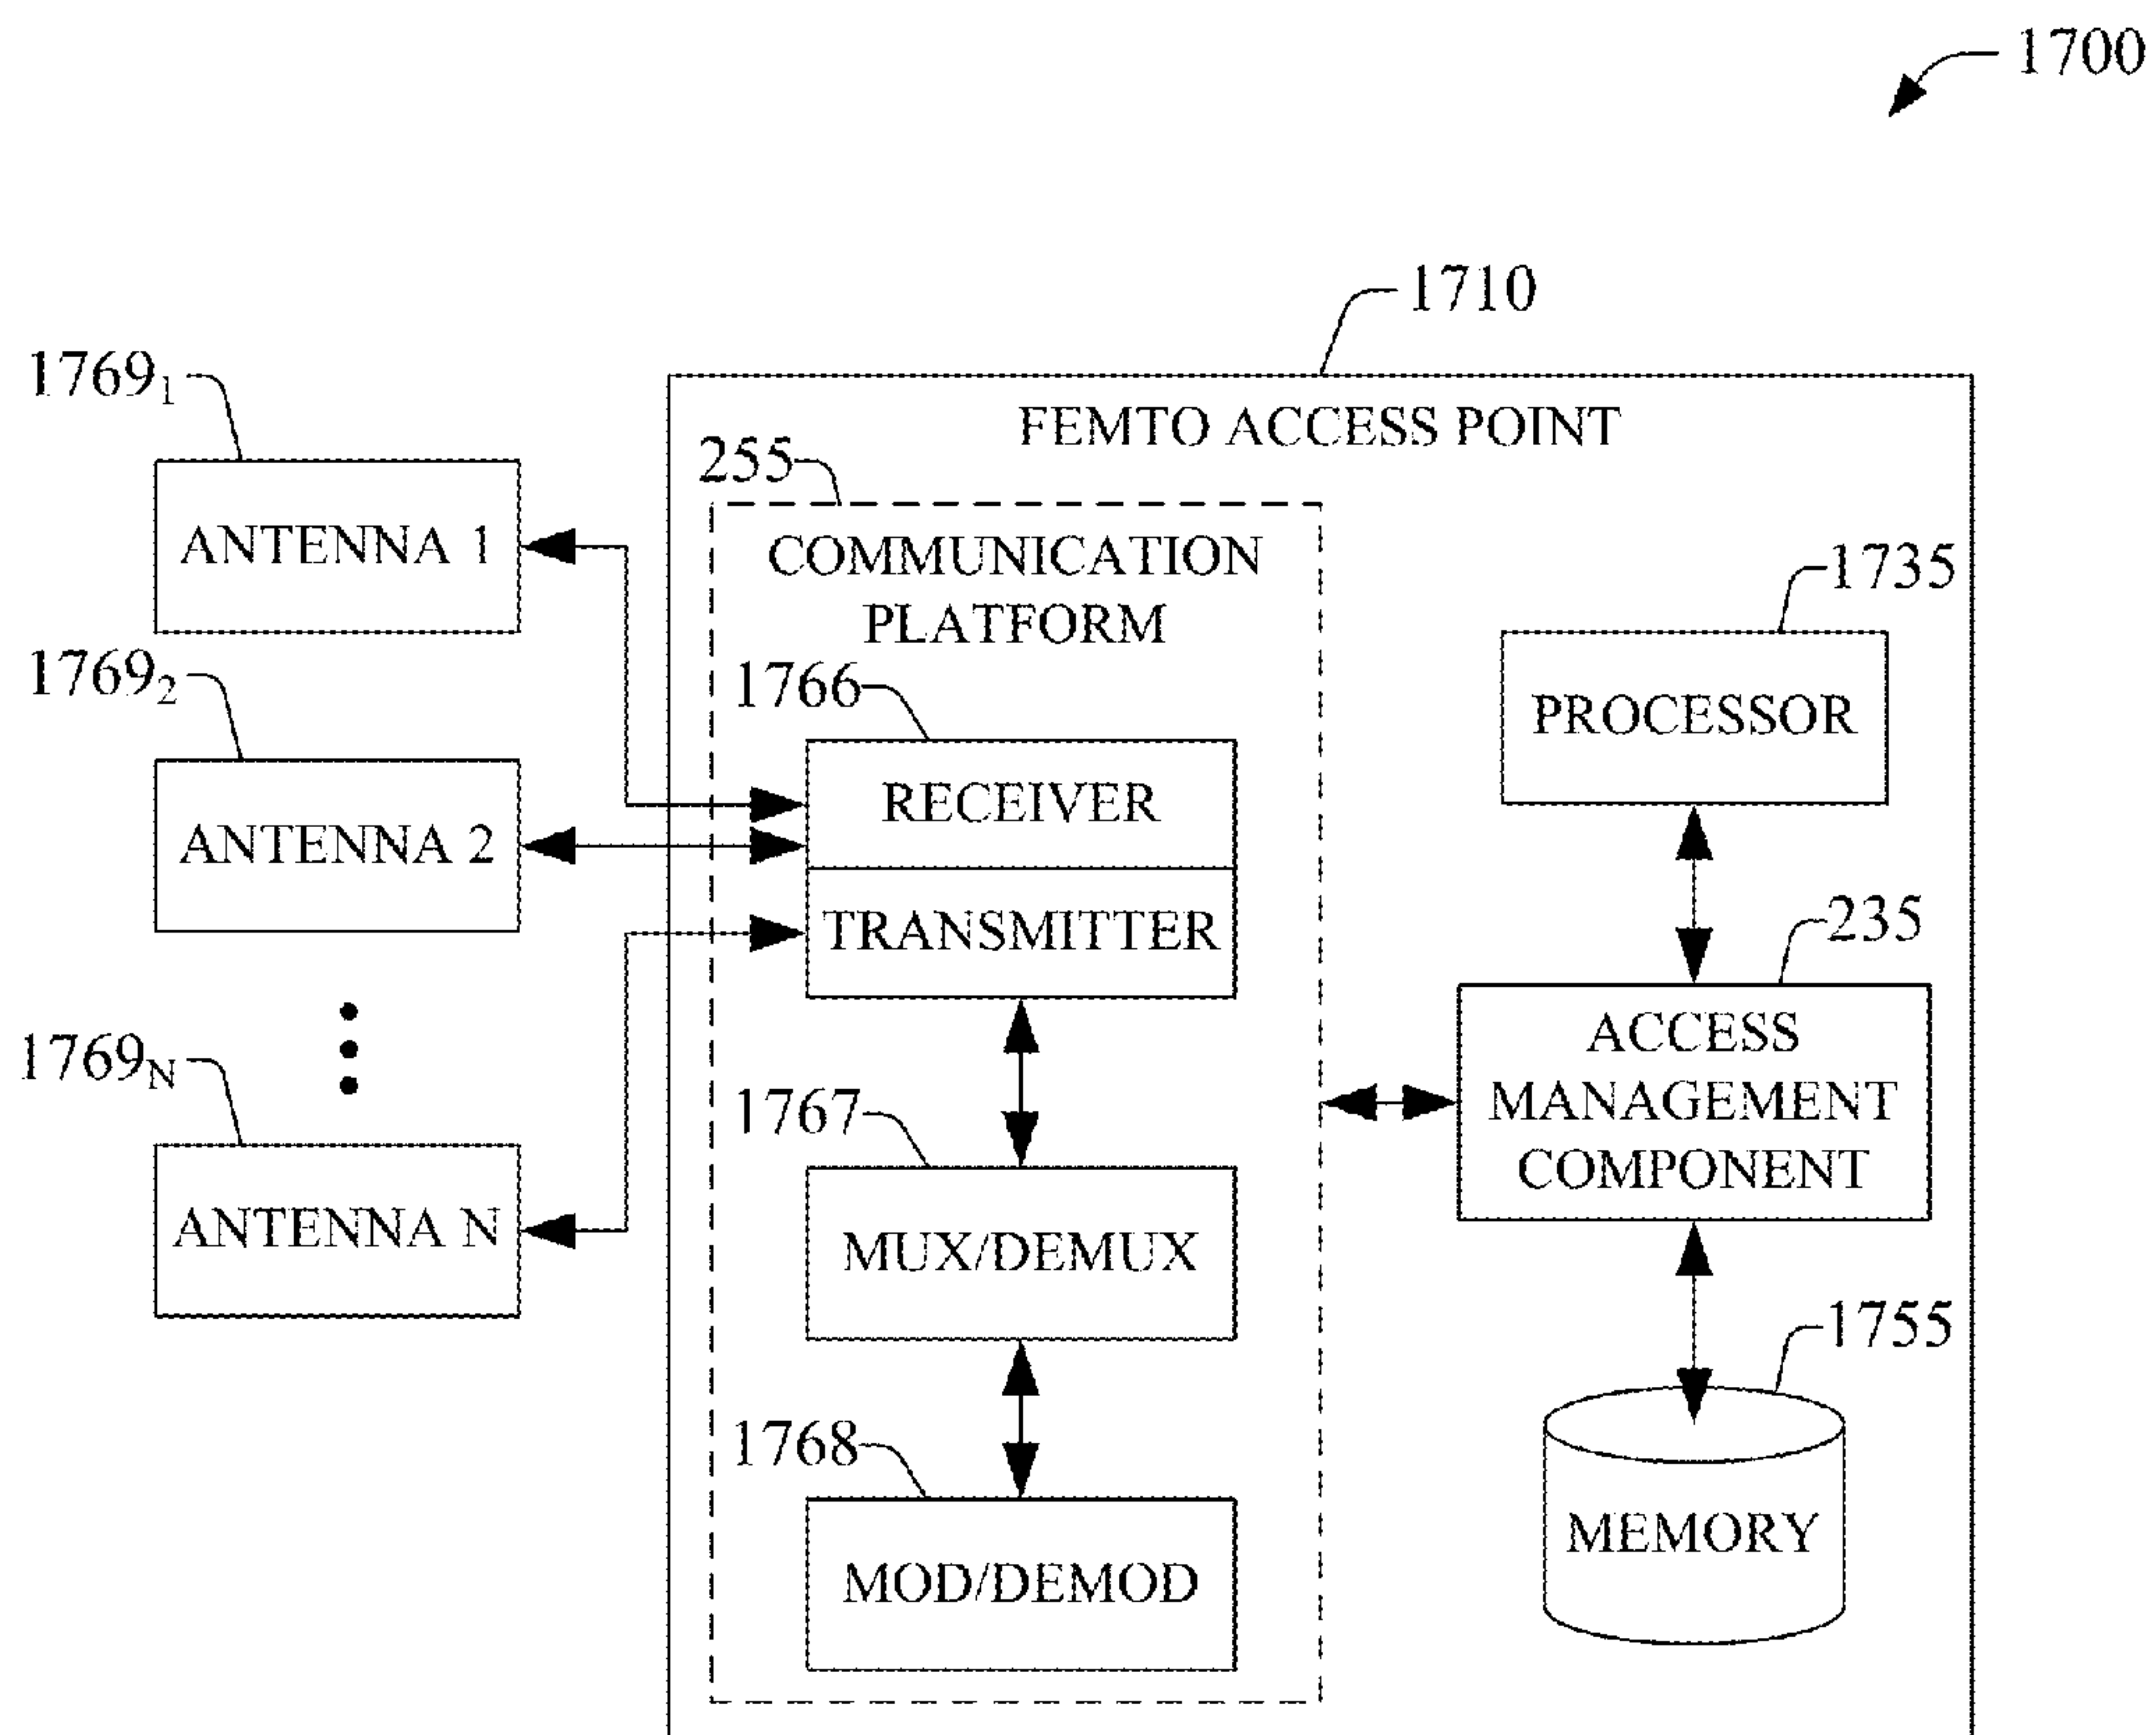 1700
1710
FEMTO ACCESS POINT
1769₁
ANTENNA 1
1769₂
ANTENNA 2
1769N
ANTENNA N
255
COMMUNICATION
PLATFORM
1766
RECEIVER
TRANSMITTER
1767
MUX/DEMUX
1768
MOD/DEMOD
1735
PROCESSOR
235
ACCESS
MANAGEMENT
COMPONENT
1755
MEMORY